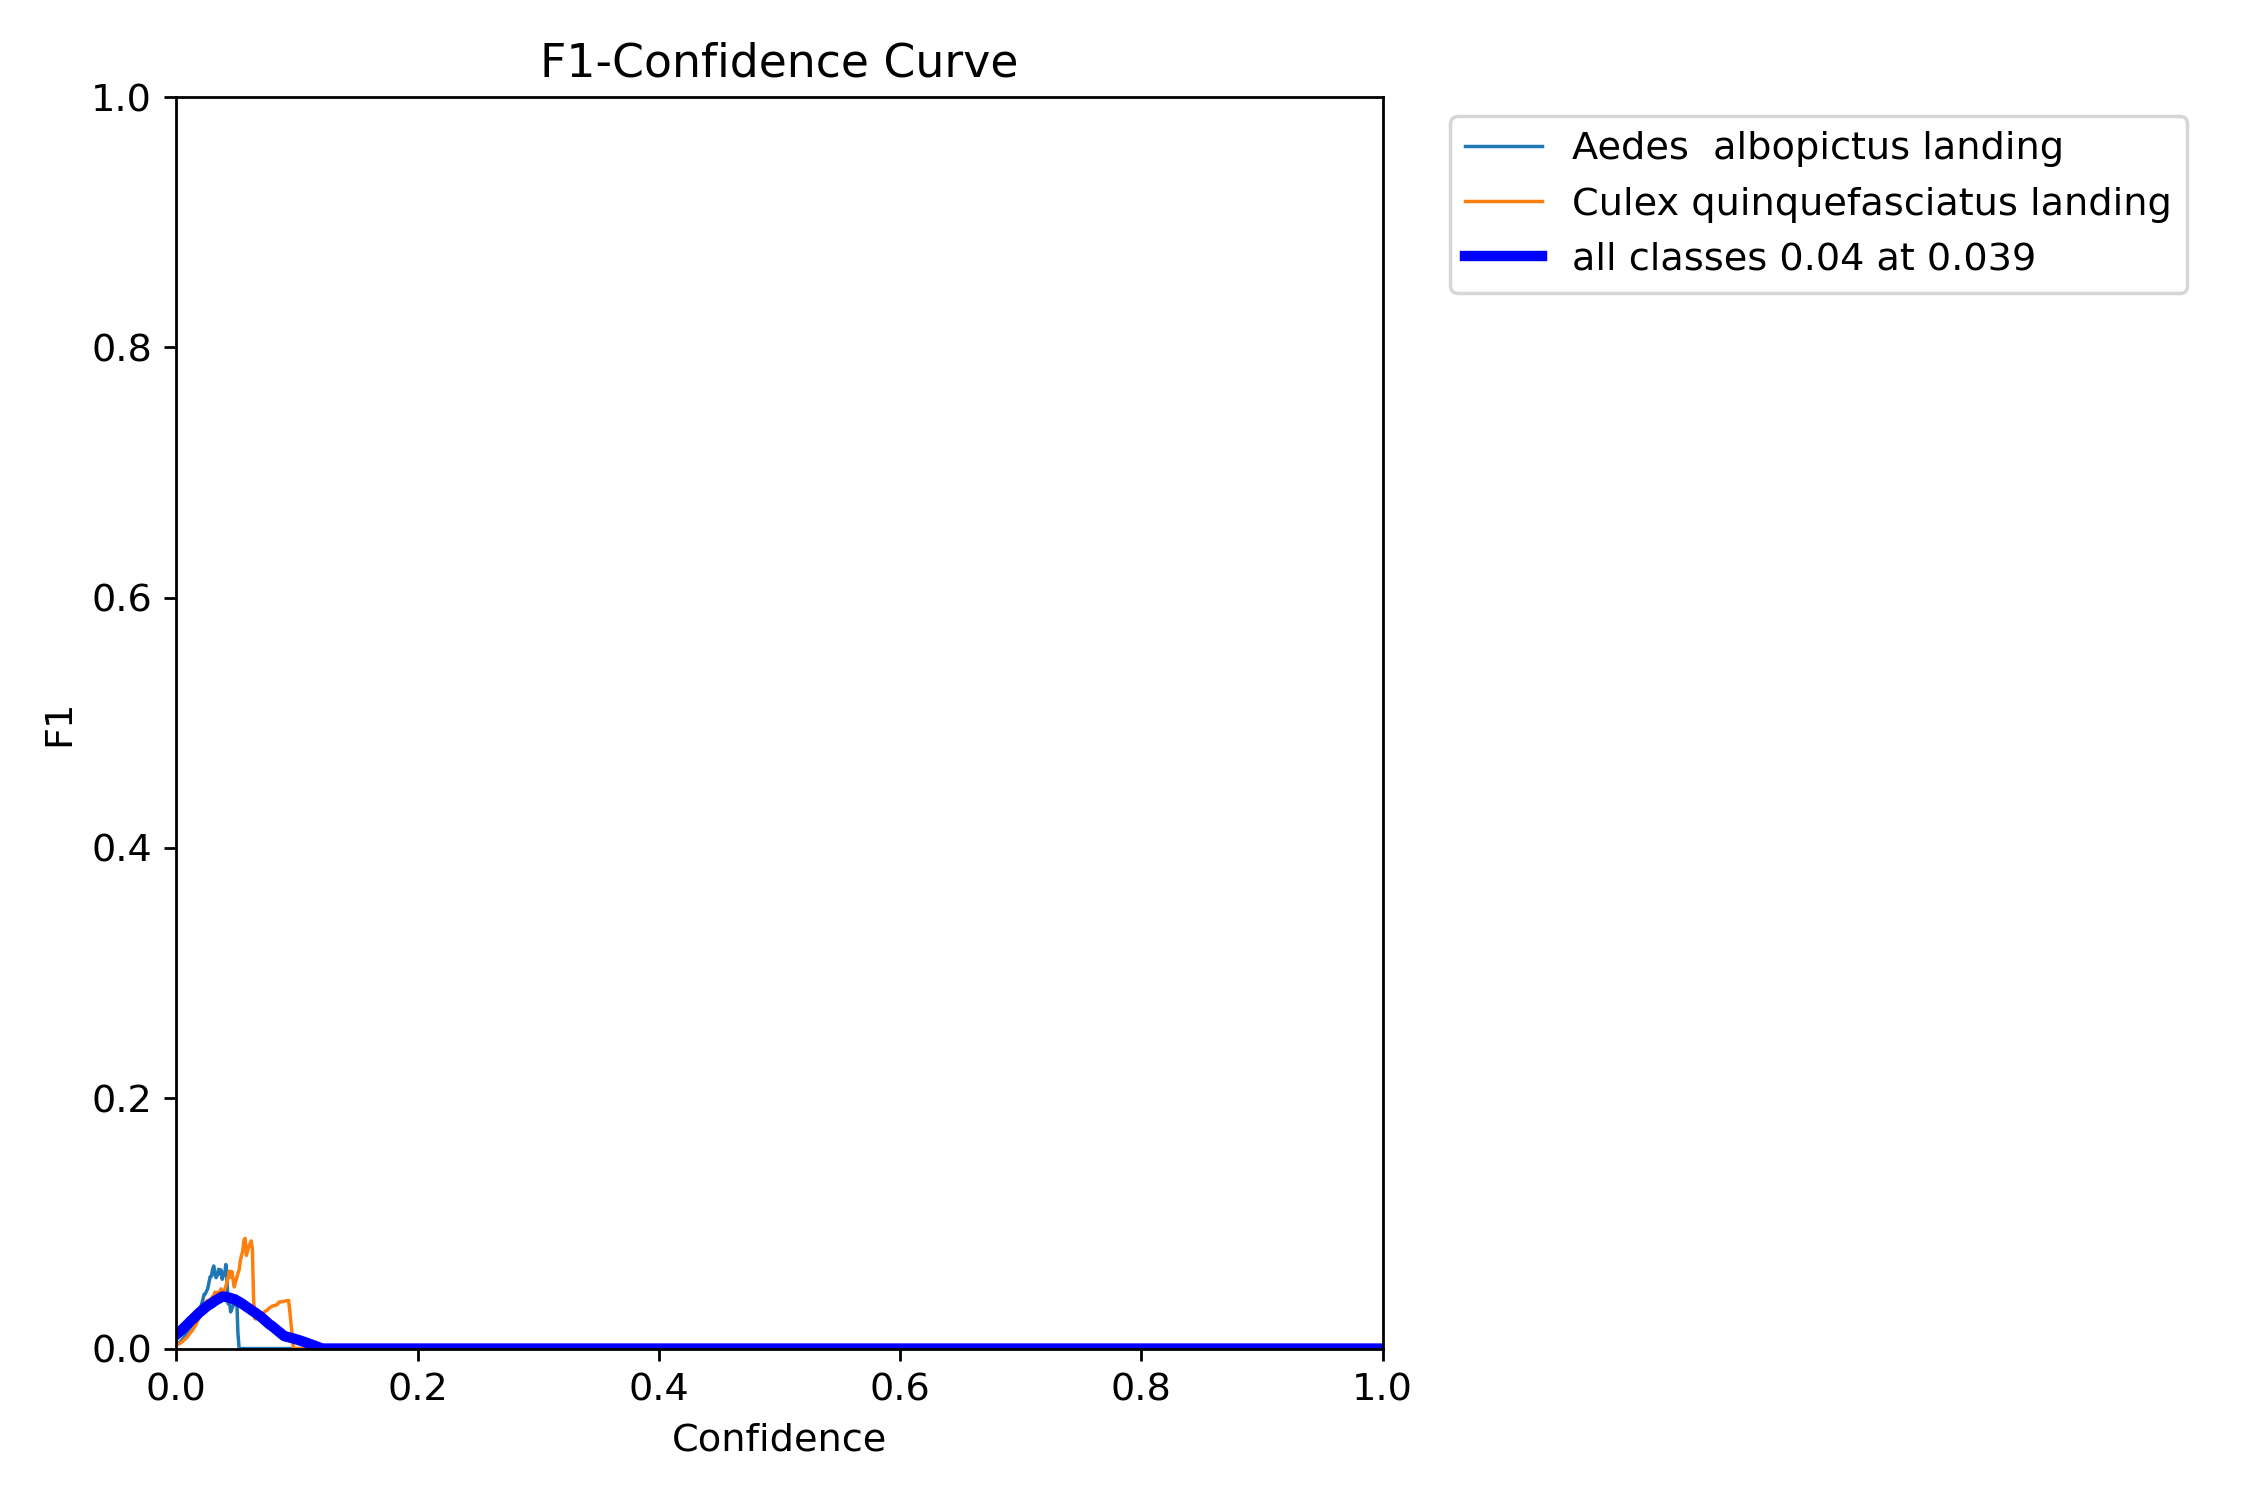 F1-Confidence Curve
1.0
0.8
0.6
0.4
0.2
0.0
F1
0.0 0.2 0.4 0.6 0.8 1.0
Confidence
Aedes  albopictus landing
Culex quinquefasciatus landing
all classes 0.04 at 0.039